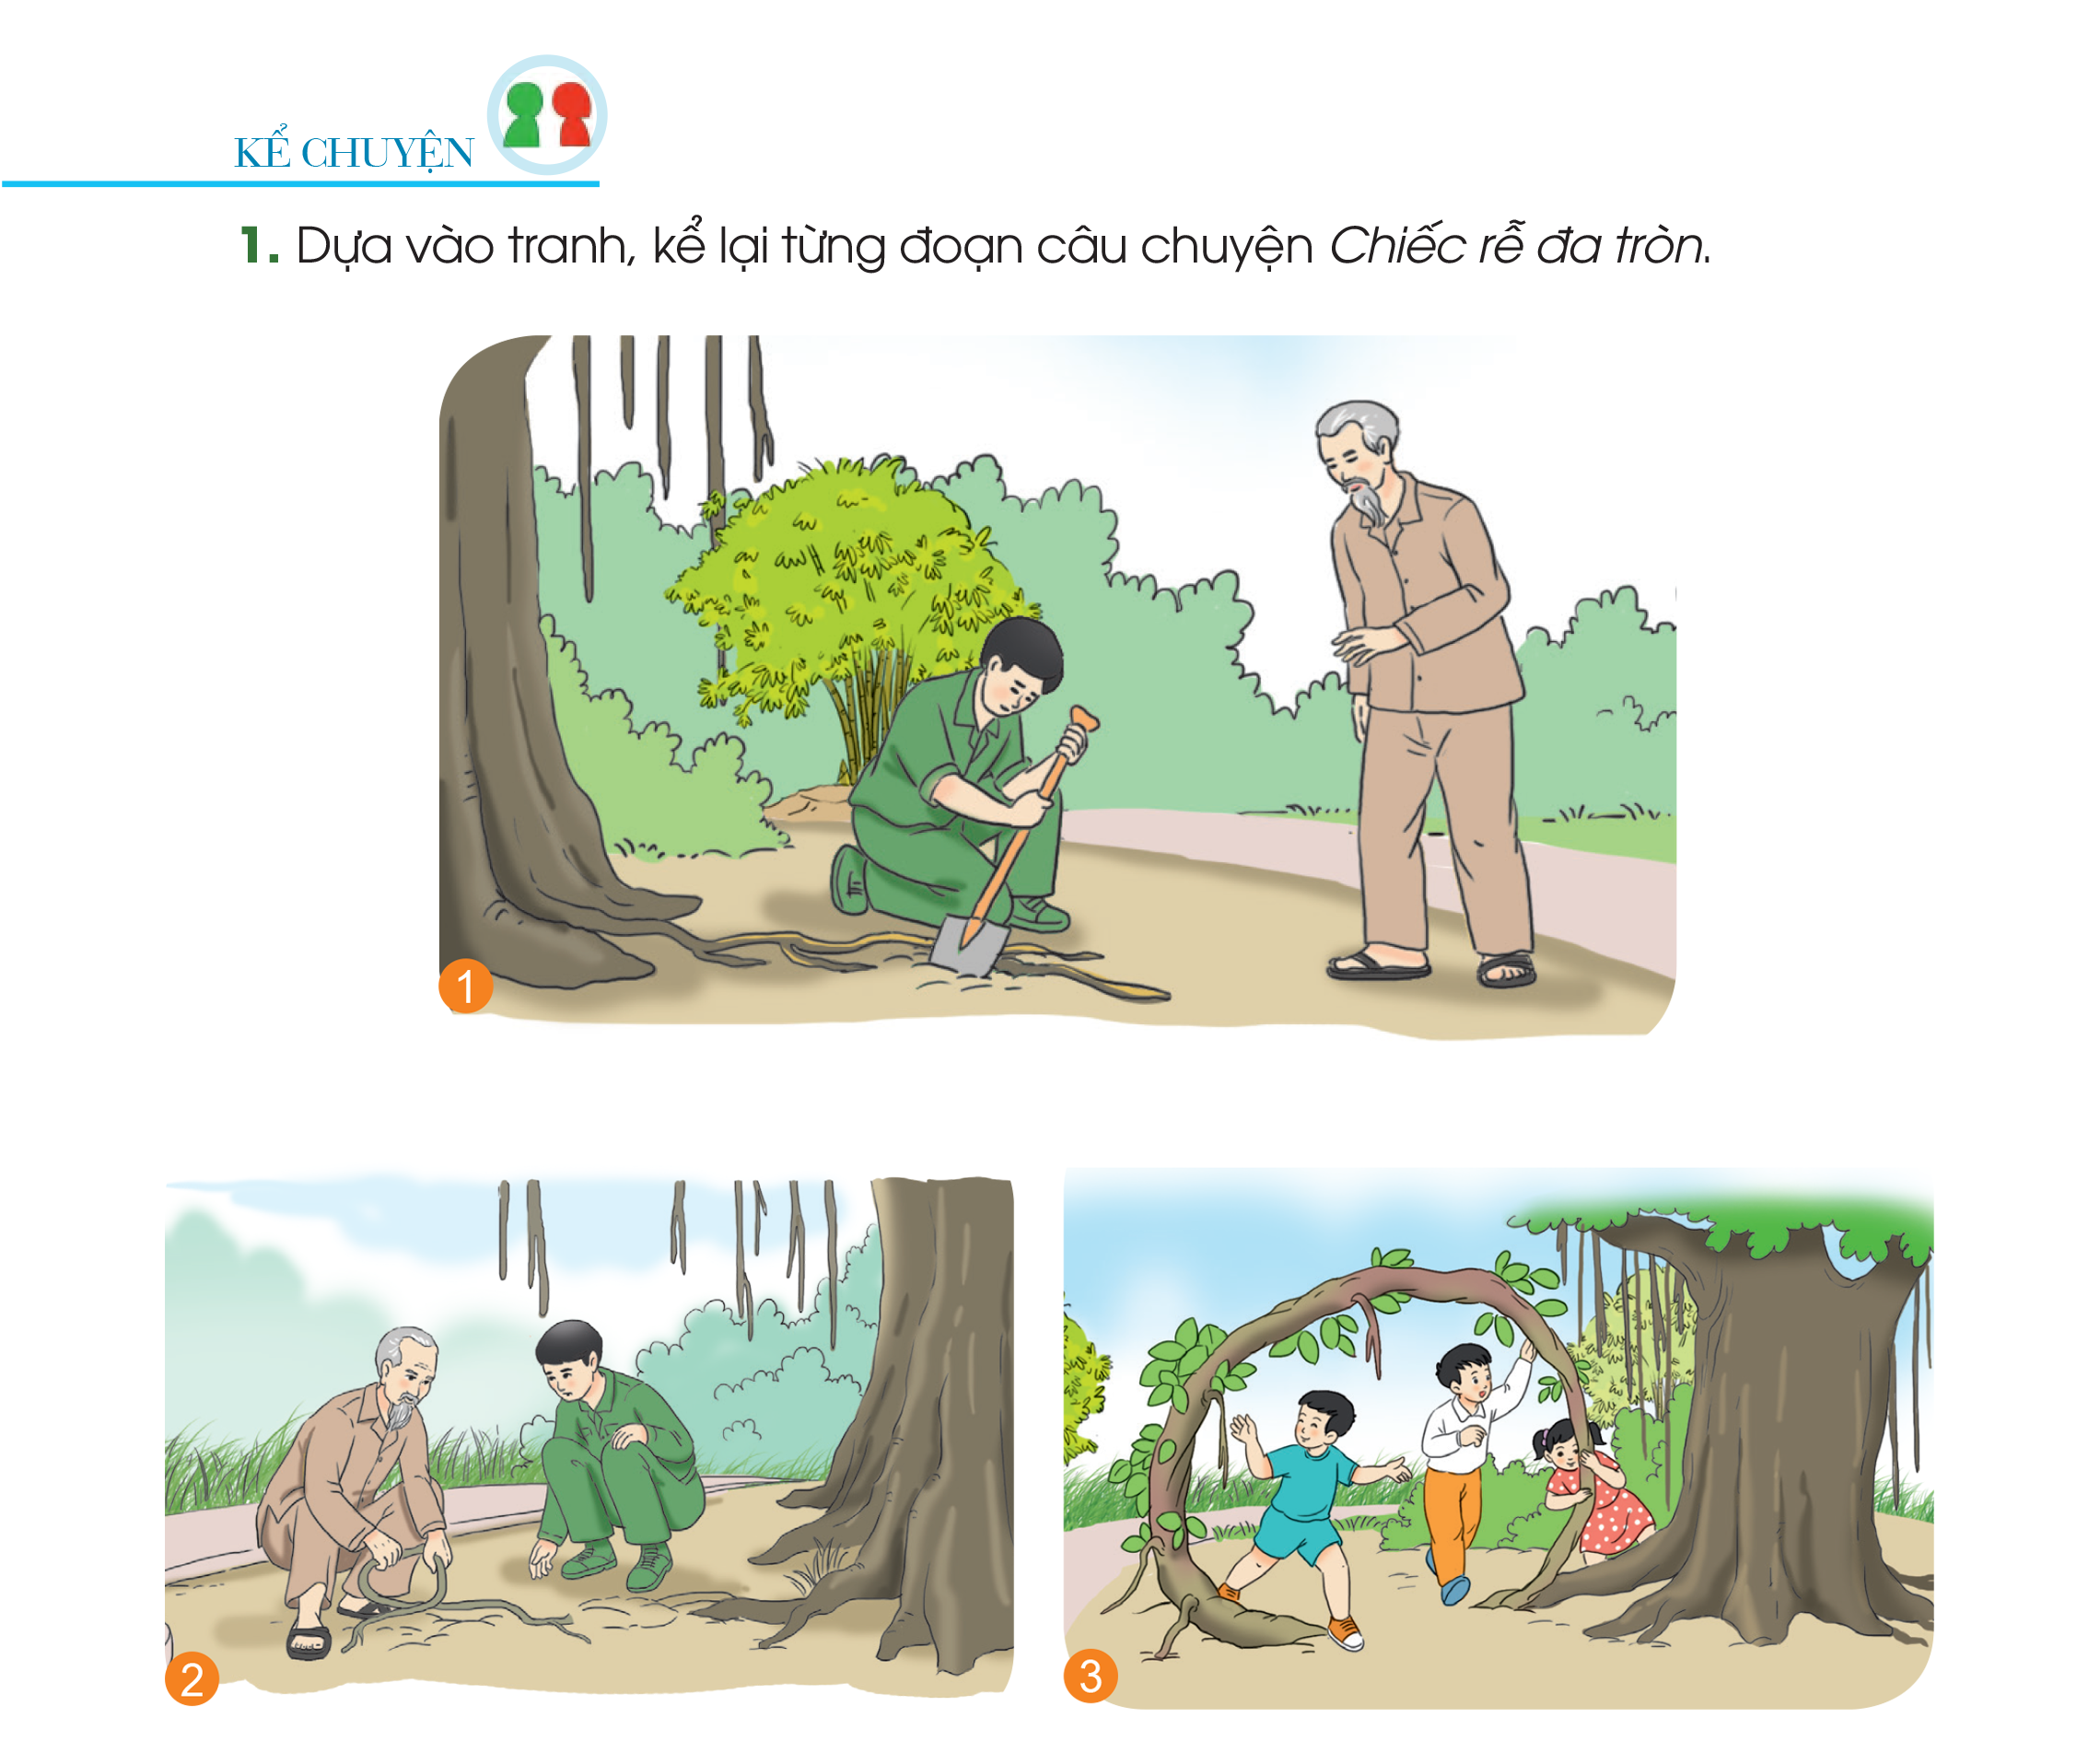 KỂ CHUYỆN
1. Dựa vào tranh, kể lại từng đoạn câu chuyện Chiếc rễ đa tròn.
1
2
3